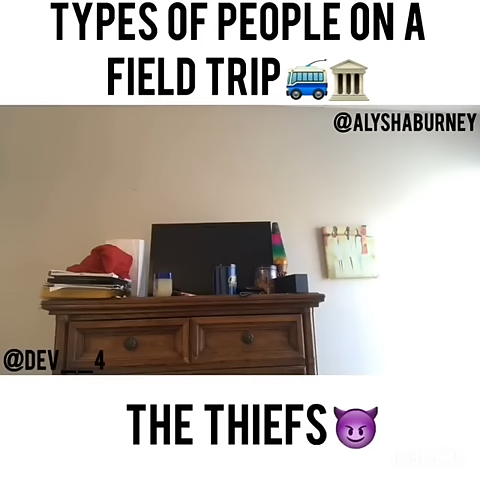 TYPES OF PEOPLE ON A
FIELD TRIP
@ALYSHABURNEY
@DEV__4
THE THIEFS